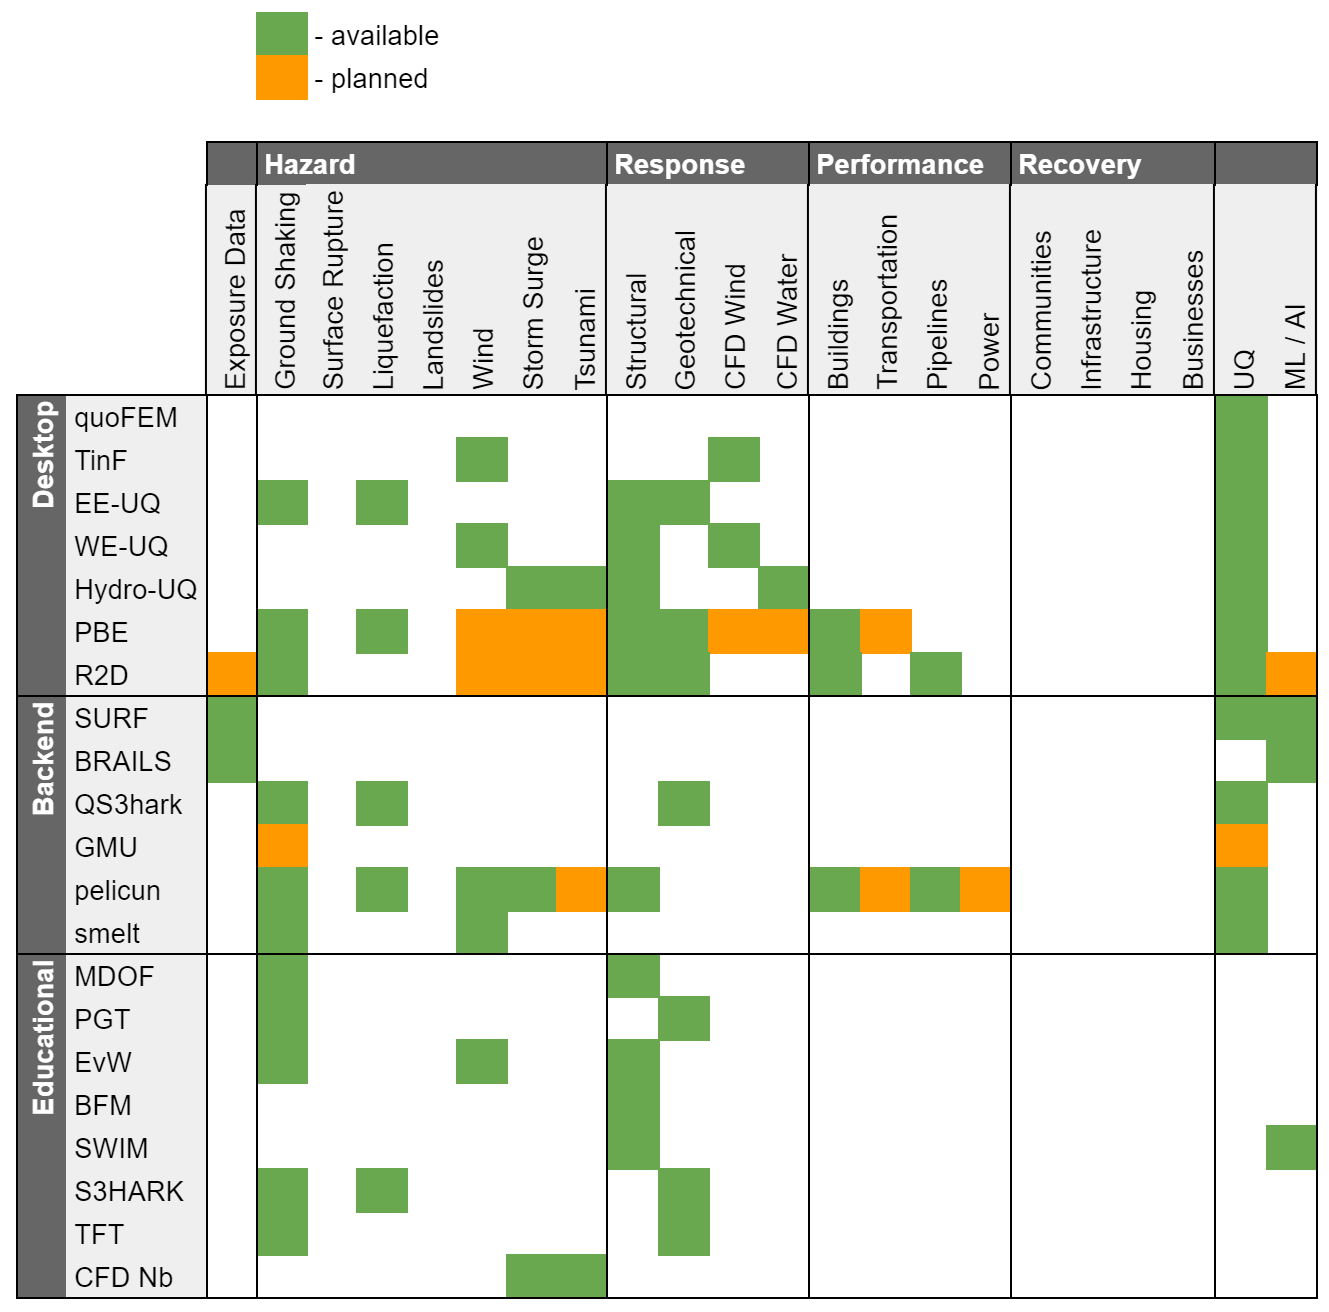 - available
- planned
Hazard
Response
Performance
Recovery
Exposure Data
Ground Shaking
Surface Rupture
Liquefaction
Landslides
Wind
Storm Surge
Tsunami
Structural
Geotechnical
CFD Wind
CFD Water
Buildings
Transportation
Pipelines
Power
Communities
Infrastructure
Housing
Businesses
UQ
ML / AI
Desktop
quoFEM
TinF
EE-UQ
WE-UQ
Hydro-UQ
PBE
R2D
Backend
SURF
BRAILS
QS3hark
GMU
pelicun
smelt
Educational
MDOF
PGT
EvW
BFM
SWIM
S3HARK
TFT
CFD Nb